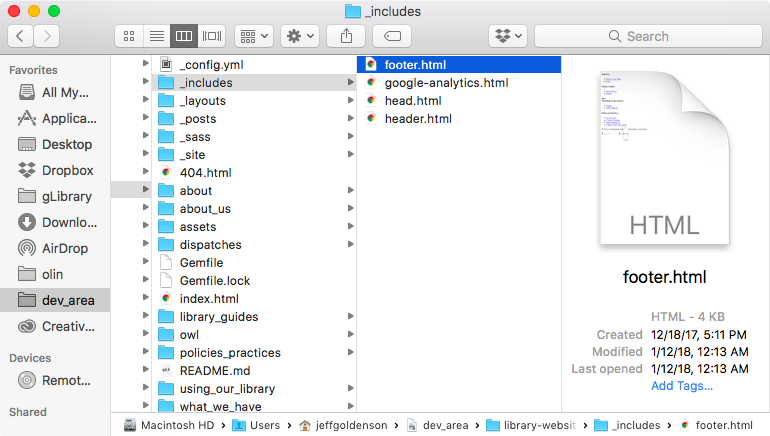 _includes
Search
Favorites
All My...
Applica...
Desktop
Dropbox
gLibrary
Downlo...
AirDrop
olin
dev_area
Creativ...
Devices
Remot...
Shared
_config.yml
_includes
_layouts
_posts
_sass
_site
404.html
about
about_us
assets
dispatches
Gemfile
Gemfile.lock
index.html
library_guides
owl
policies_practices
README.md
using_our_library
what_we_have
footer.html
google-analytics.html
head.html
header.html
HTML
footer.html
HTML - 4 KB
Created 12/18/17, 5:11 PM
Modified 1/12/18, 12:13 AM
Last opened 1/12/18, 12:13 AM
Add Tags...
Macintosh HD Users jeffgoldenson dev_area library-websit _includes footer.html